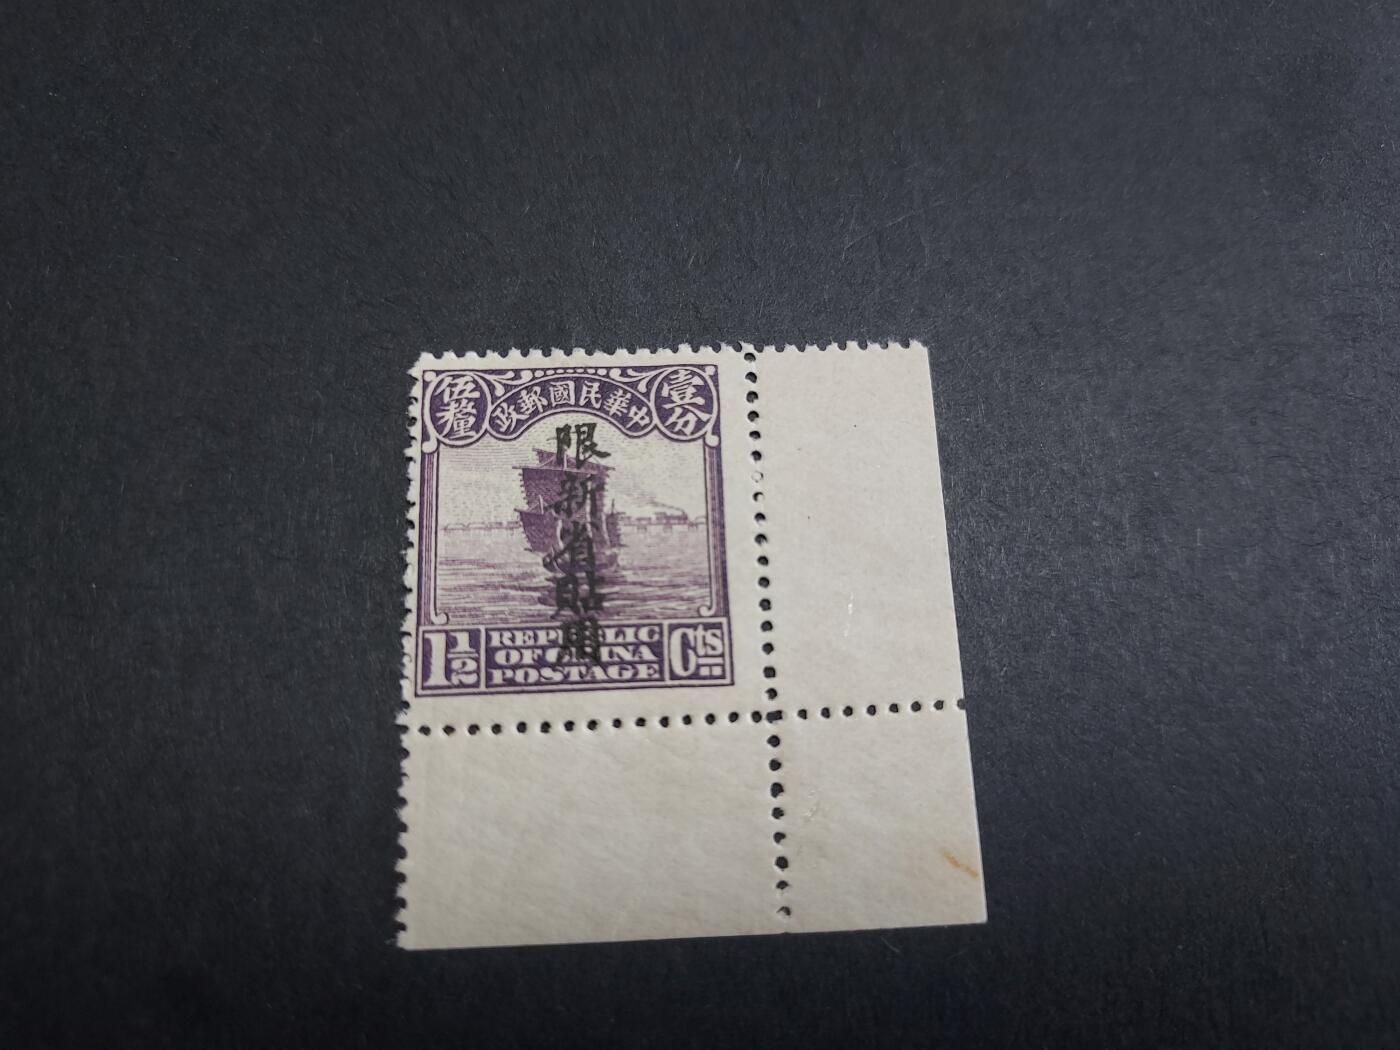 伍釐
中華民國郵政
壹分
限新省貼用
1½
REPUBLIC
OF CHINA
POSTAGE
Cts